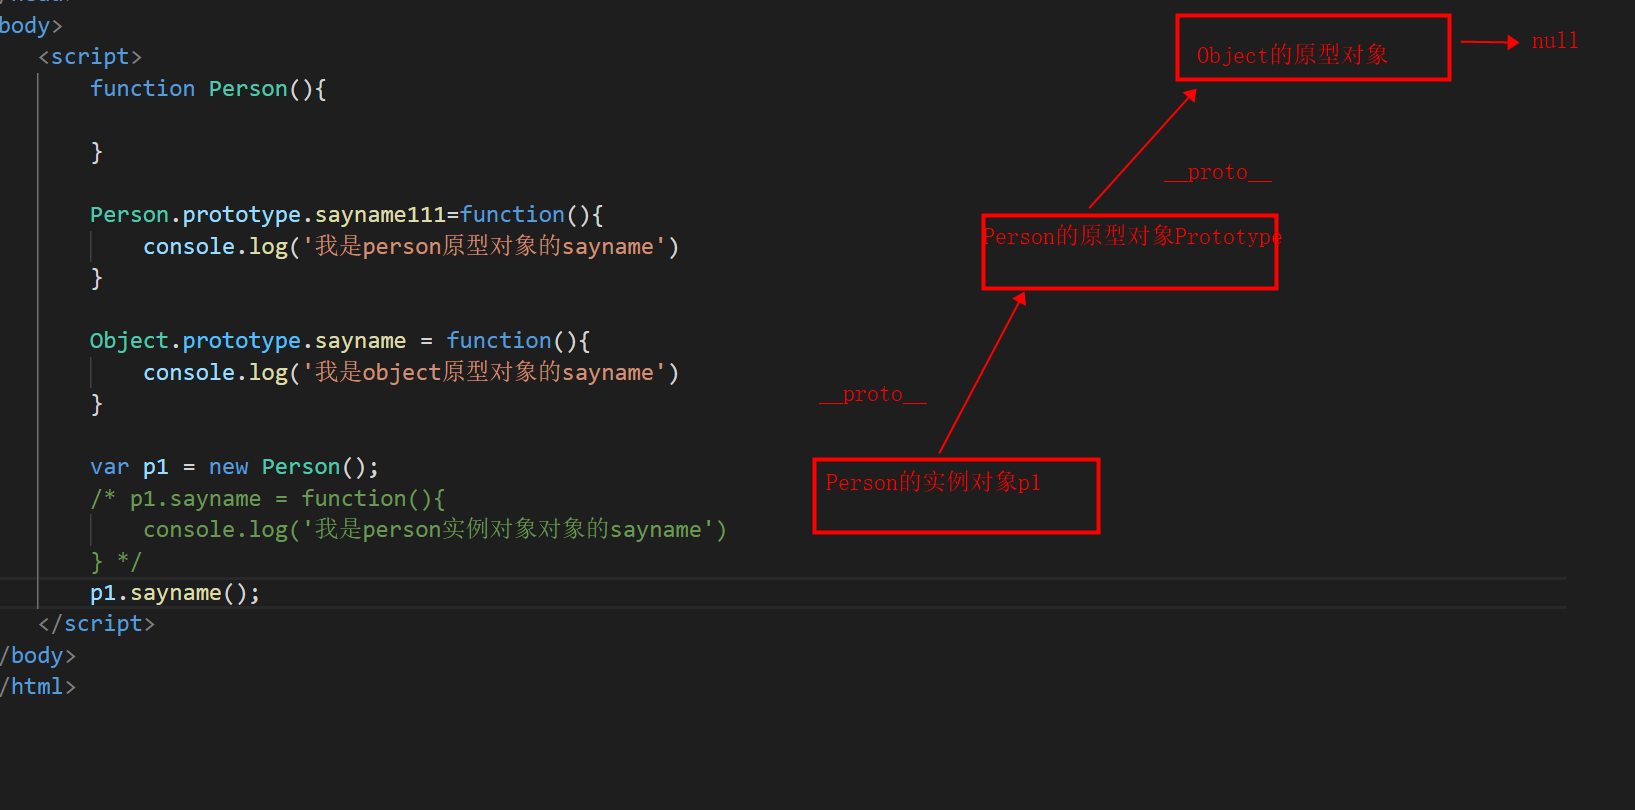 body>
<script>
function Person(){
}
Person.prototype.sayname111=function(){
console.log('我是person原型对象的sayname')
}
Object.prototype.sayname = function(){
console.log('我是object原型对象的sayname')
}
var p1 = new Person();
/* p1.sayname = function(){
console.log('我是person实例对象对象的sayname')
} */
p1.sayname();
</script>
/body>
/html>
Object的原型对象
null
__proto__
Person的原型对象Prototype
__proto__
Person的实例对象p1